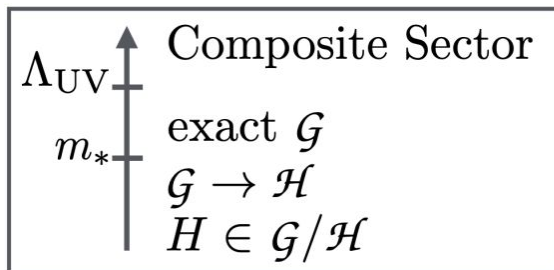 Composite Sector
Λ_UV
exact 𝒢
m_*
𝒢 → ℋ
H ∈ 𝒢/ℋ